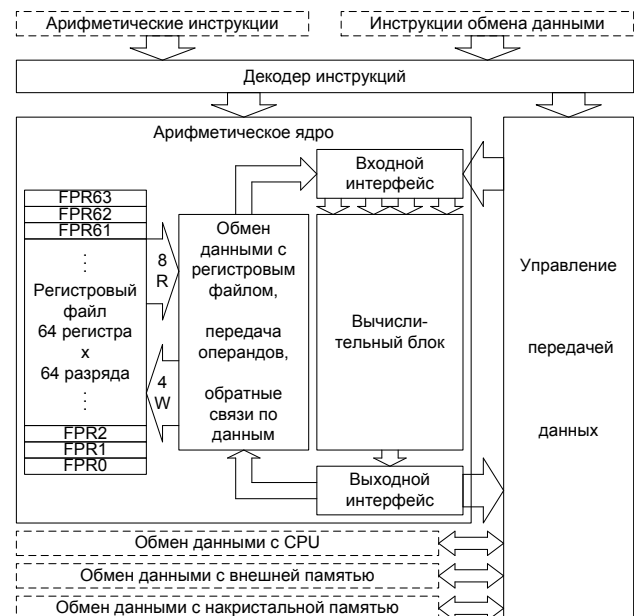 Арифметические инструкции
Инструкции обмена данными
Декодер инструкций
Арифметическое ядро
Входной
интерфейс
FPR63
FPR62
FPR61
⋮
Регистровый
файл
64 регистра
x
64 разряда
⋮
FPR2
FPR1
FPR0
8
R
4
W
Обмен
данными с
регистровым
файлом,
передача
операндов,
обратные
связи по
данным
Вычисли-
тельный блок
Выходной
интерфейс
Управление
передачей
данных
Обмен данными с CPU
Обмен данными с внешней памятью
Обмен данными с накристальной памятью